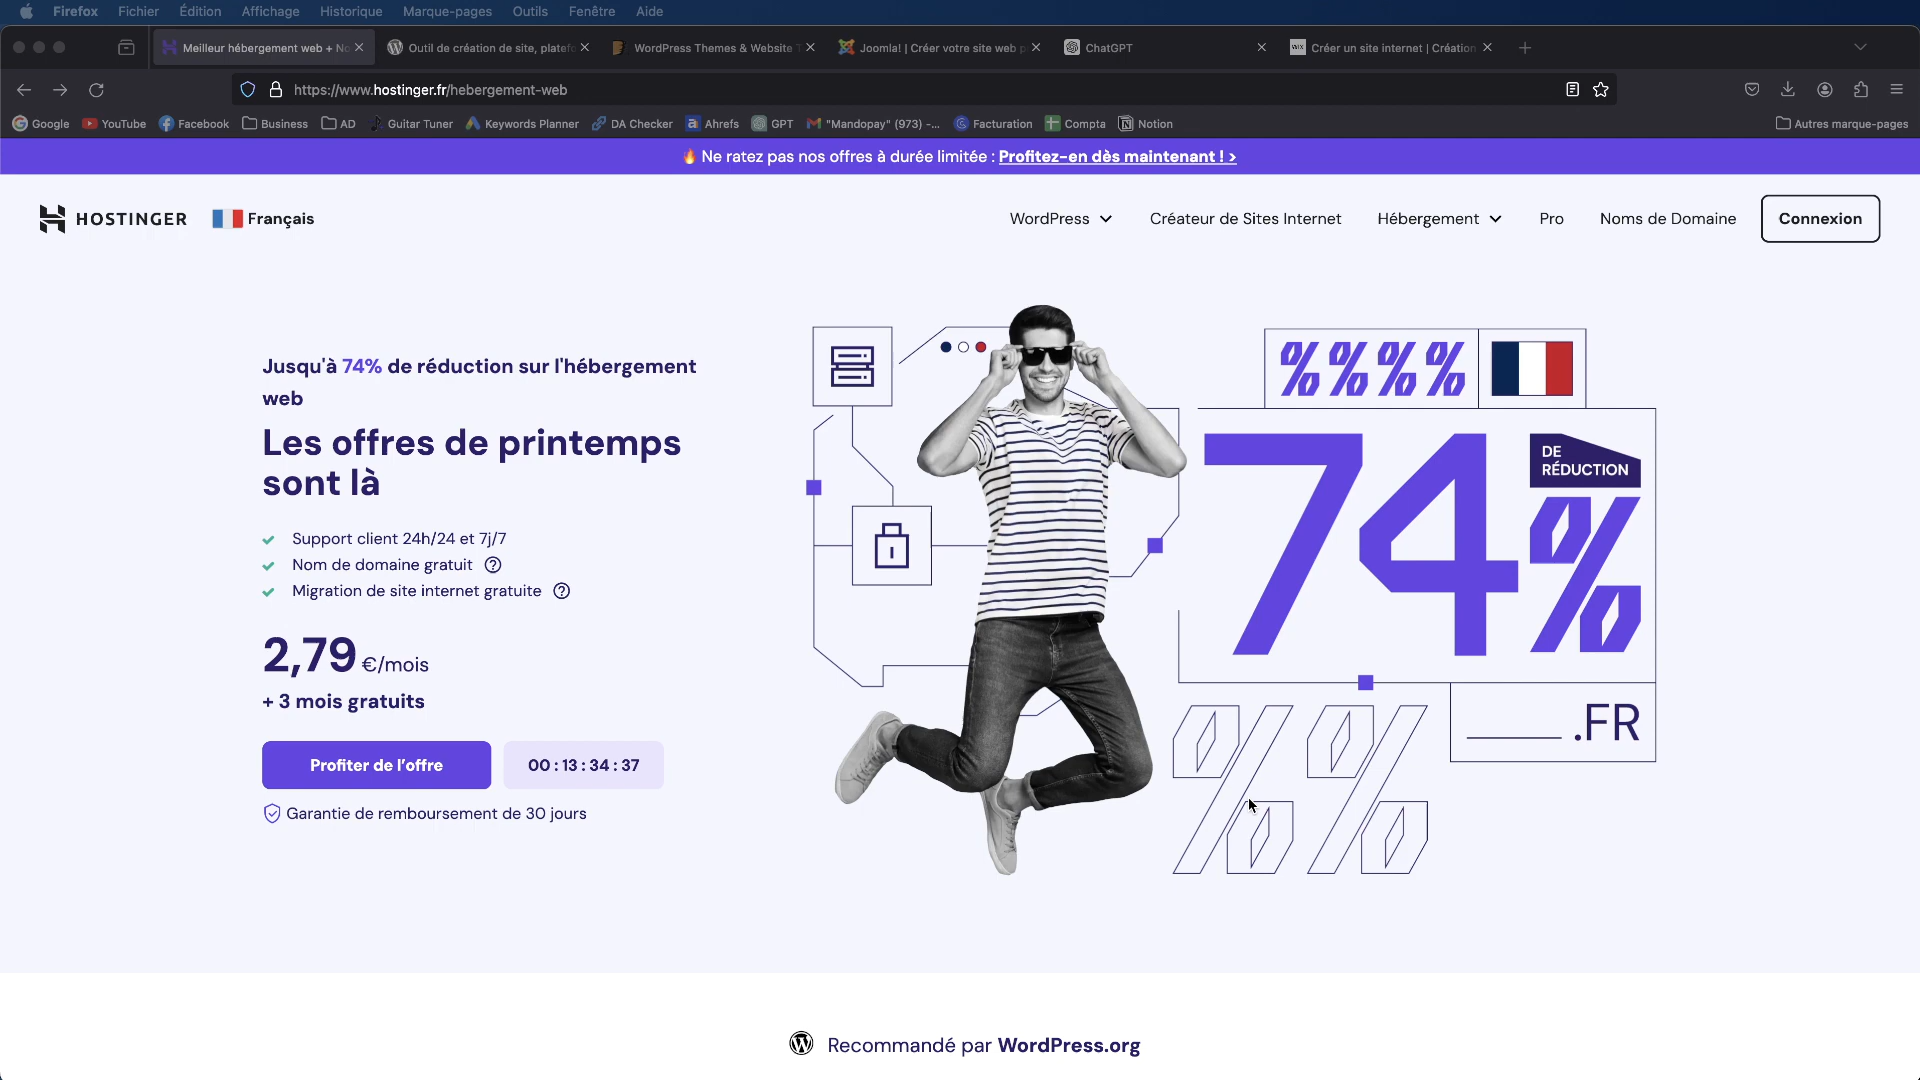 Firefox Fichier Édition Affichage Historique Marque-pages Outils Fenêtre Aide
Meilleur hébergement web + No
Outil de création de site, platefo
WordPress Themes & Website T
Joomla! | Créer votre site web p
ChatGPT
WIX Créer un site internet | Création
https://www.hostinger.fr/hebergement-web
Google YouTube Facebook Business AD Guitar Tuner Keywords Planner DA Checker Ahrefs GPT "Mandopay" (973) -... Facturation Compta Notion Autres marque-pages
🔥 Ne ratez pas nos offres à durée limitée : Profitez-en dès maintenant ! >
HOSTINGER Français WordPress Créateur de Sites Internet Hébergement Pro Noms de Domaine Connexion
Jusqu'à 74% de réduction sur l'hébergement
web
Les offres de printemps
sont là
Support client 24h/24 et 7j/7
Nom de domaine gratuit
Migration de site internet gratuite
2,79 €/mois
+ 3 mois gratuits
Profiter de l'offre 00 : 13 : 34 : 37
Garantie de remboursement de 30 jours
% % % %
74%
DE
RÉDUCTION
.FR
% %
Recommandé par WordPress.org